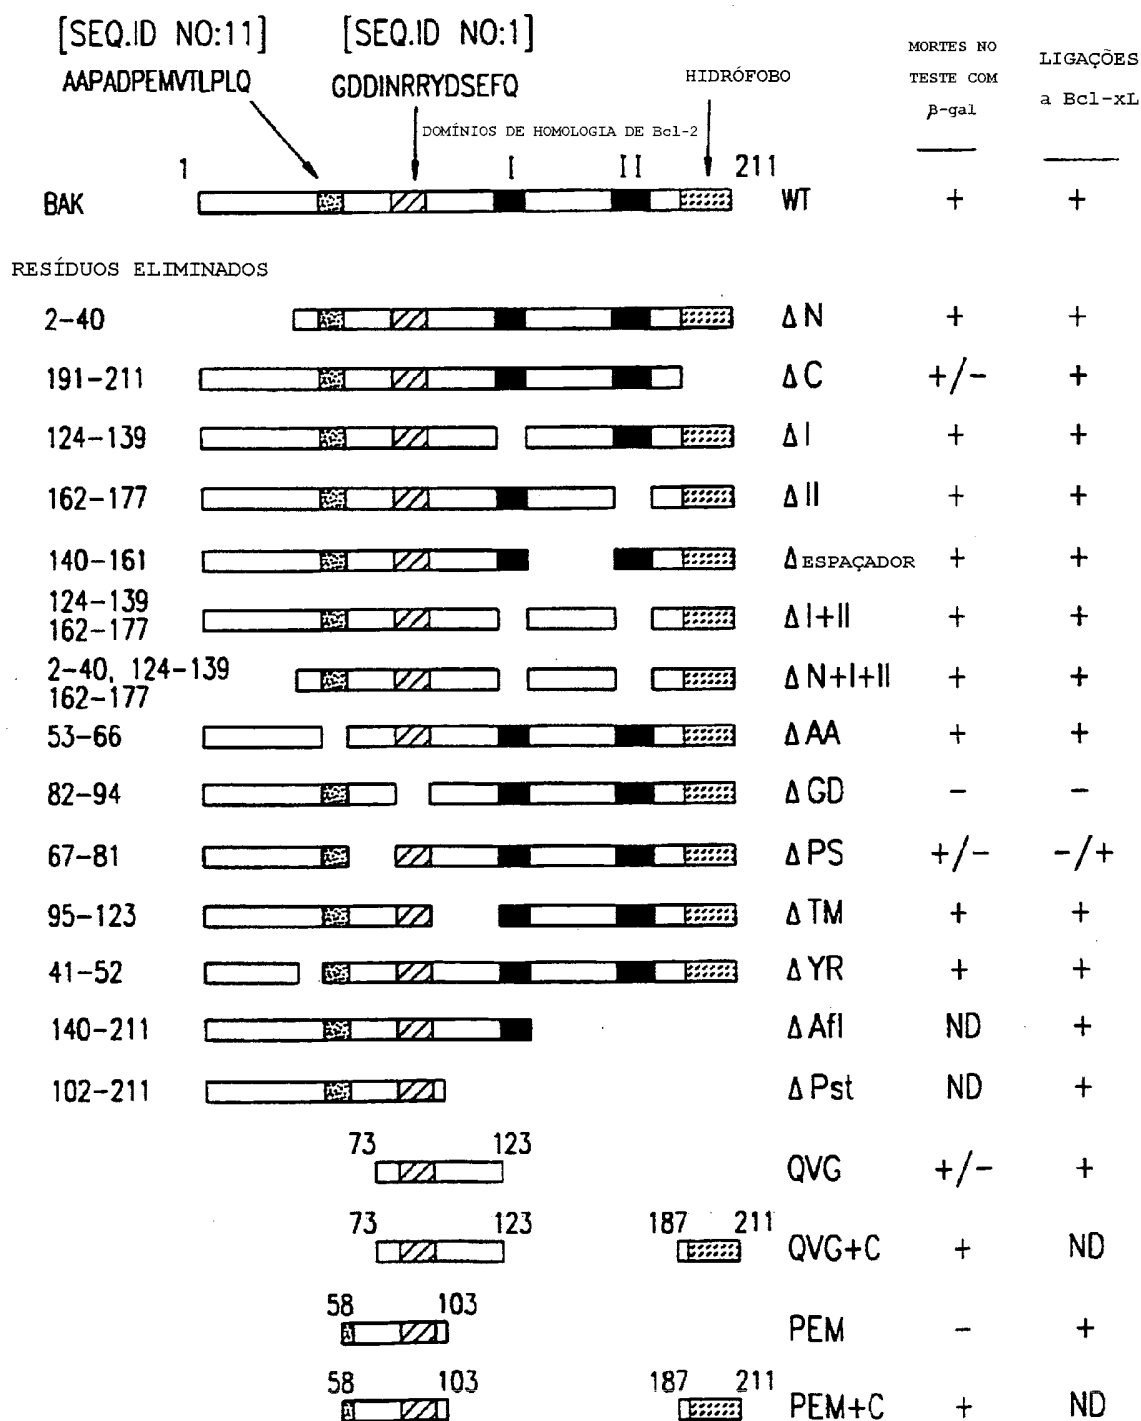 [SEQ.ID NO:11] [SEQ.ID NO:1]
AAPADPEMVTLPLQ GDDINRRYDSEFQ HIDRÓFOBO MORTES NO TESTE COM β-gal LIGAÇÕES a Bcl-xL
DOMÍNIOS DE HOMOLOGIA DE Bcl-2
1 I II 211
BAK WT + +
RESÍDUOS ELIMINADOS
2-40 ΔN + +
191-211 ΔC +/- +
124-139 ΔI + +
162-177 ΔII + +
140-161 ΔESPAÇADOR + +
124-139
162-177 ΔI+II + +
2-40, 124-139
162-177 ΔN+I+II + +
53-66 ΔAA + +
82-94 ΔGD - -
67-81 ΔPS +/- -/+
95-123 ΔTM + +
41-52 ΔYR + +
140-211 ΔAfl ND +
102-211 ΔPst ND +
73 123
QVG +/- +
73 123 187 211
QVG+C + ND
58 103
PEM - +
58 103 187 211
PEM+C + ND